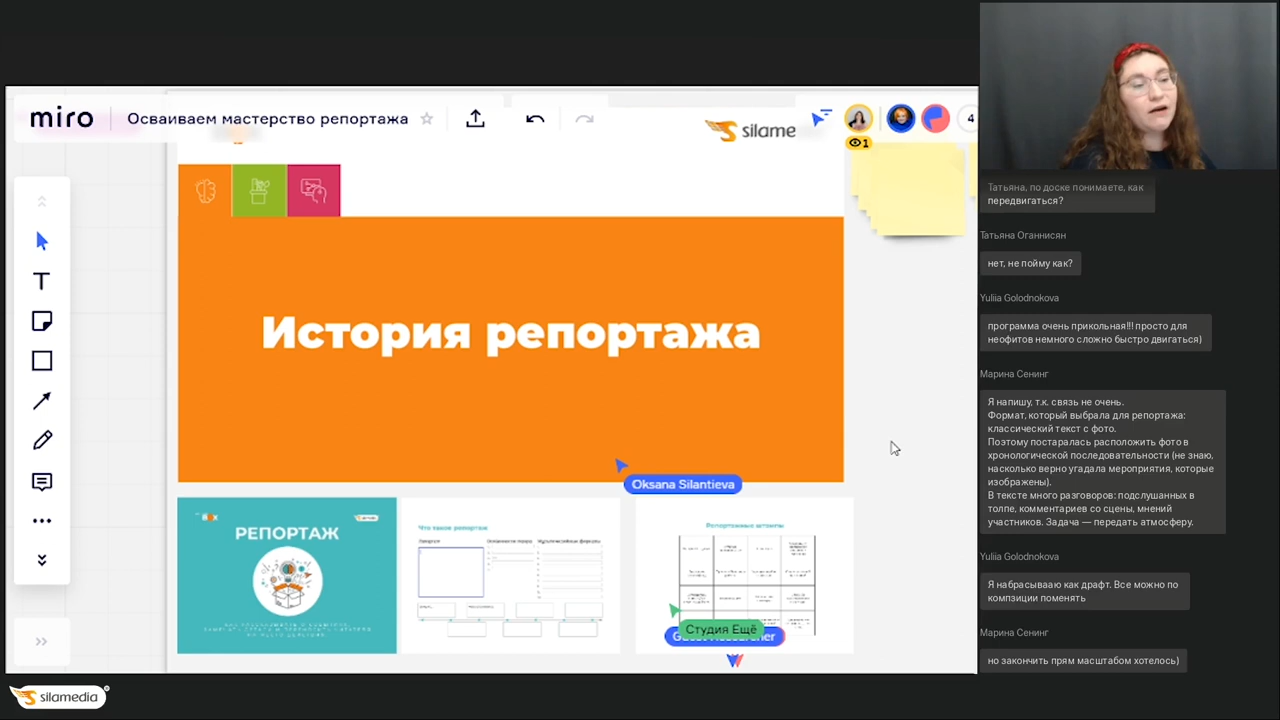 miro
Осваиваем мастерство репортажа
silame
4
1
История репортажа
Oksana Silantieva
РЕПОРТАЖ
Что такое репортаж
Репортажные штампы
Студия Ещё
silamedia
Татьяна, по доске понимаете, как
передвигаться?
Татьяна Оганнисян
нет, не пойму как?
Yuliia Golodnokova
программа очень прикольная!!! просто для
неофитов немного сложно быстро двигаться)
Марина Сенинг
Я напишу, т.к. связь не очень.
Формат, который выбрала для репортажа:
классический текст с фото.
Поэтому постаралась расположить фото в
хронологической последовательности (не знаю,
насколько верно угадала мероприятия, которые
изображены).
В тексте много разговоров: подслушанных в
толпе, комментариев со сцены, мнений
участников. Задача — передать атмосферу.
Yuliia Golodnokova
Я набрасывааю как драфт. Все можно по
компзиции поменять
Марина Сенинг
но закончить прям масштабом хотелось)